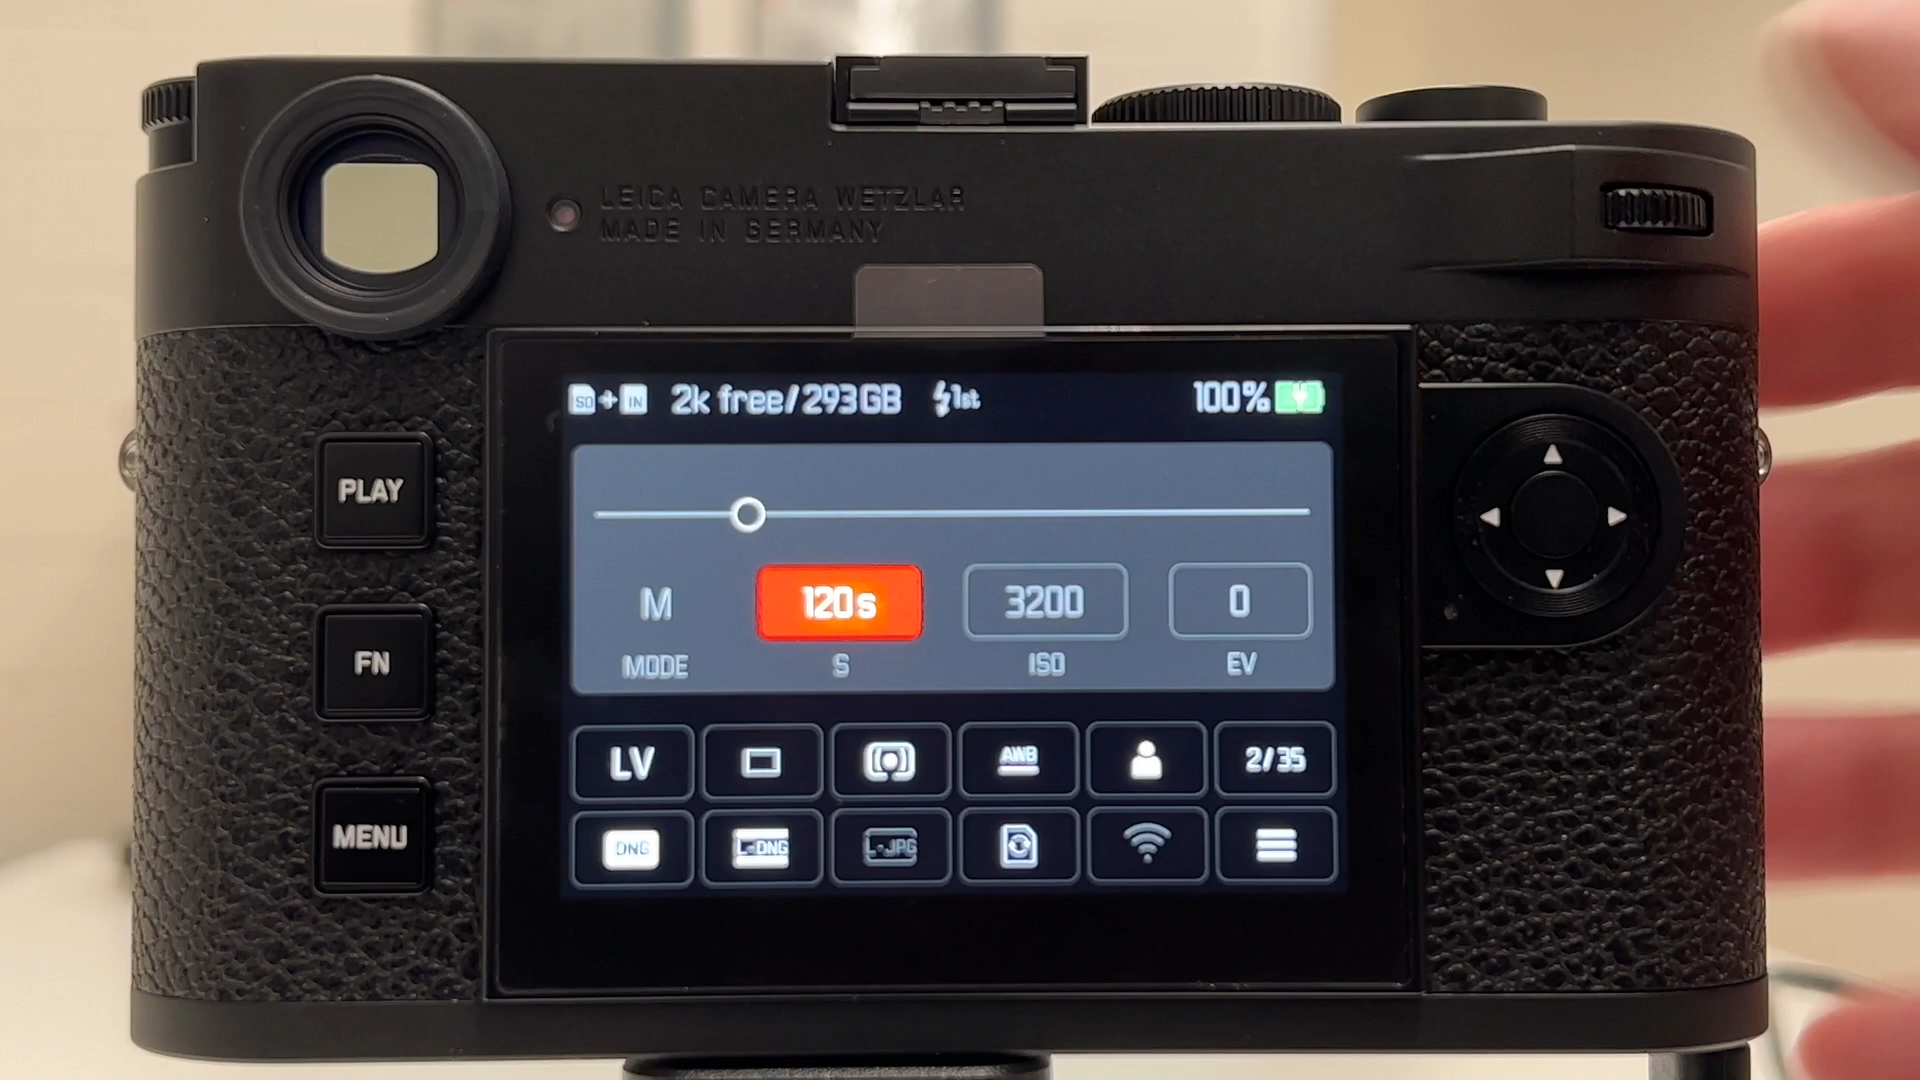 LEICA CAMERA WETZLAR
MADE IN GERMANY
SD + IN 2k free/293GB 1st 100%
PLAY
M 120s 3200 0
MODE S ISO EV
FN
LV AWB 2/35
MENU
DNG L-DNG L-JPG